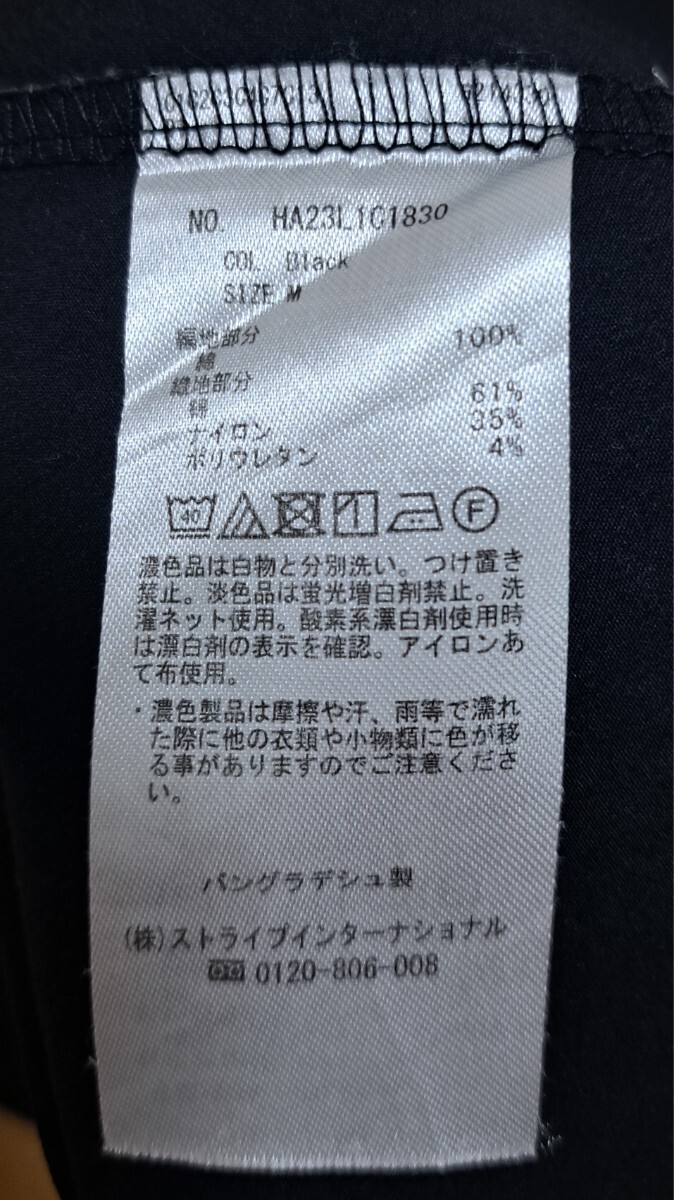 NO. HA23L1C1830
COL Black
SIZE M
編地部分
綿 100%
織地部分
綿 61%
ナイロン 35%
ポリウレタン 4%
40
F
濃色品は白物と分別洗い。つけ置き
禁止。淡色品は蛍光増白剤禁止。洗
濯ネット使用。酸素系漂白剤使用時
は漂白剤の表示を確認。アイロンあ
て布使用。
・濃色製品は摩擦や汗、雨等で濡れ
た際に他の衣類や小物類に色が移
る事がありますのでご注意くださ
い。
バングラデシュ製
(株)ストライプインターナショナル
0120-806-008